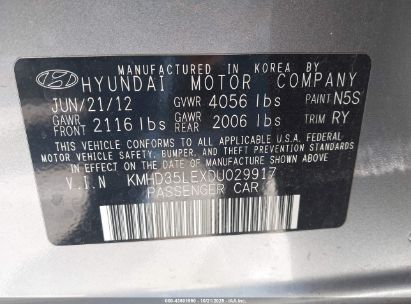 MANUFACTURED IN KOREA BY
HYUNDAI MOTOR COMPANY
JUN/21/12 GVWR 4056 lbs PAINT N5S
GAWR FRONT 2116 lbs GAWR REAR 2006 lbs TRIM RY
THIS VEHICLE CONFORMS TO ALL APPLICABLE U.S.A FEDERAL
MOTOR VEHICLE SAFETY, BUMPER, AND THEFT PREVENTION STANDARDS
IN EFFECT ON THE DATE OF MANUFACTURE SHOWN ABOVE.
V.I.N KMHD35LEXDU029917
PASSENGER CAR